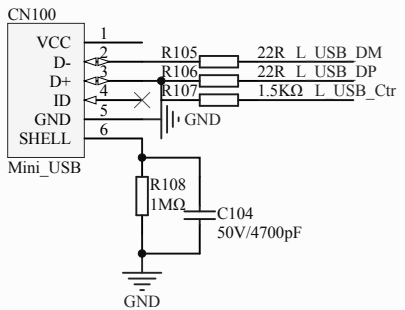 CN100
VCC 1
D- 2 R105 22R L_USB_DM
D+ 3 R106 22R L_USB_DP
ID 4 R107 1.5KΩ L_USB_Ctr
GND 5 GND
SHELL 6
Mini_USB
R108
1MΩ
C104
50V/4700pF
GND